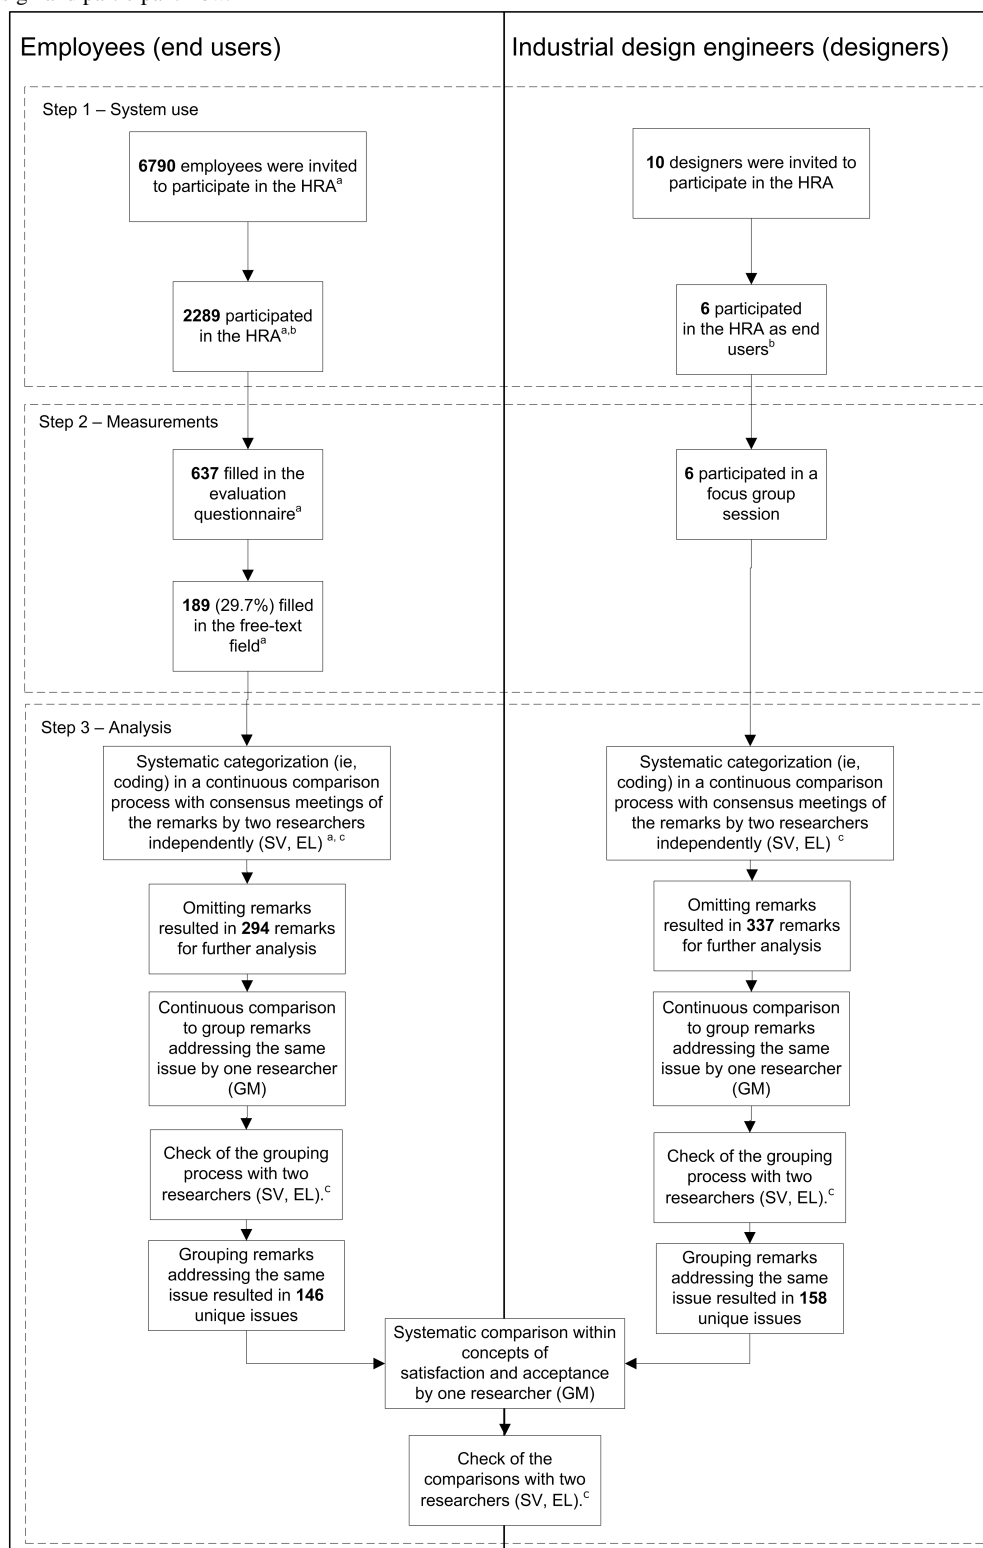 Employees (end users)
Industrial design engineers (designers)
Step 1 – System use
6790 employees were invited
to participate in the HRAa
10 designers were invited to
participate in the HRA
2289 participated
in the HRAa,b
6 participated
in the HRA as end
usersb
Step 2 – Measurements
637 filled in the
evaluation
questionnairea
6 participated in a
focus group
session
189 (29.7%) filled
in the free-text
fielda
Step 3 – Analysis
Systematic categorization (ie,
coding) in a continuous comparison
process with consensus meetings of
the remarks by two researchers
independently (SV, EL) a, c
Systematic categorization (ie,
coding) in a continuous comparison
process with consensus meetings of
the remarks by two researchers
independently (SV, EL) c
Omitting remarks
resulted in 294 remarks
for further analysis
Omitting remarks
resulted in 337 remarks
for further analysis
Continuous comparison
to group remarks
addressing the same
issue by one researcher
(GM)
Continuous comparison
to group remarks
addressing the same
issue by one researcher
(GM)
Check of the grouping
process with two
researchers (SV, EL).c
Check of the grouping
process with two
researchers (SV, EL).c
Grouping remarks
addressing the same
issue resulted in 146
unique issues
Grouping remarks
addressing the same
issue resulted in 158
unique issues
Systematic comparison within
concepts of
satisfaction and acceptance
by one researcher (GM)
Check of the
comparisons with two
researchers (SV, EL).c